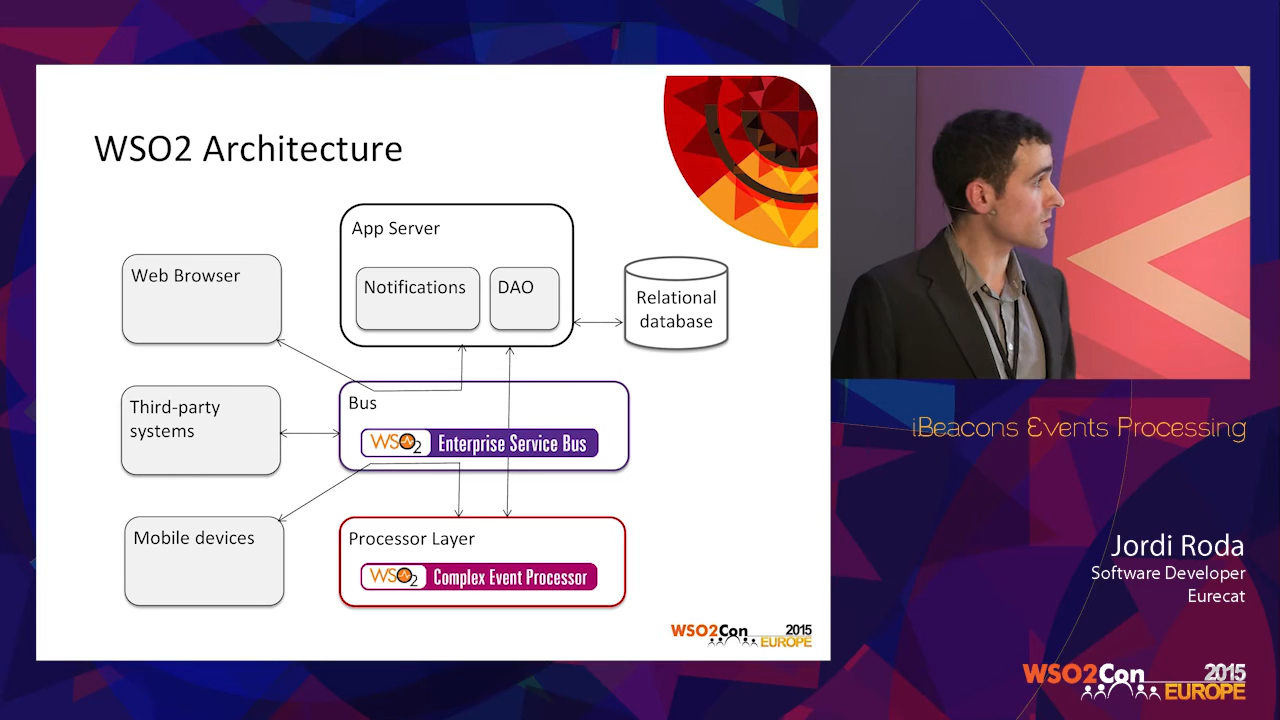 WSO2 Architecture
App Server
Web Browser
Notifications
DAO
Relational
database
Third-party
systems
Bus
WSO2 Enterprise Service Bus
Mobile devices
Processor Layer
WSO2 Complex Event Processor
WSO2Con 2015
EUROPE
iBeacons Events Processing
Jordi Roda
Software Developer
Eurecat
WSO2Con 2015
EUROPE